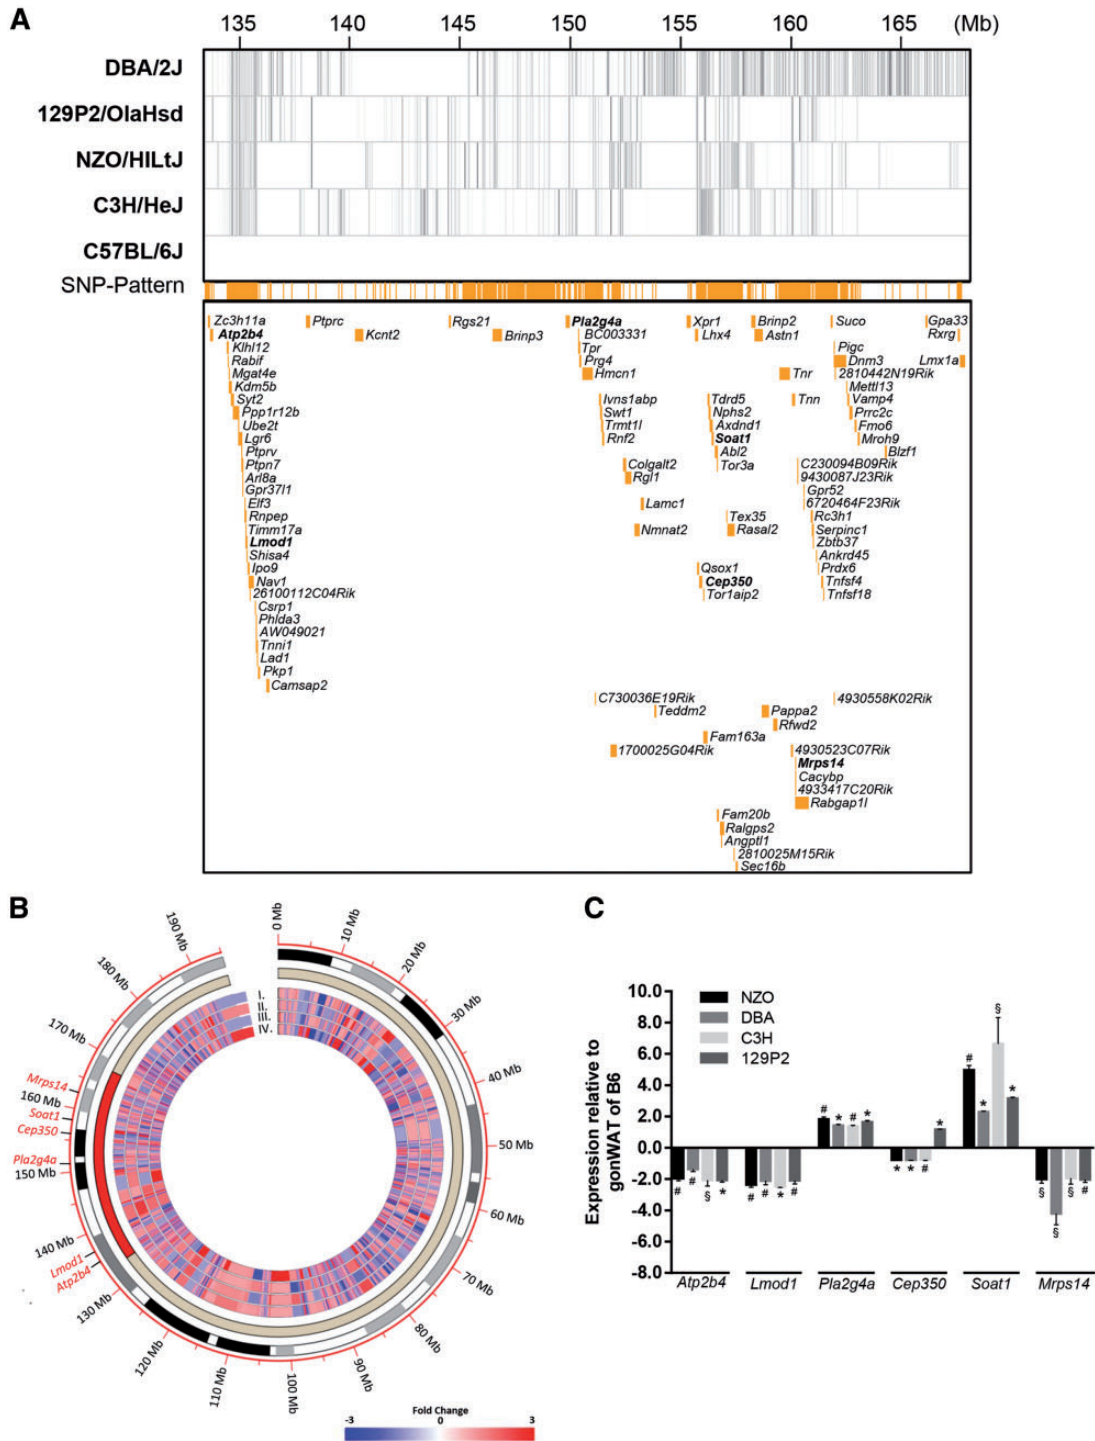 A
135 140 145 150 155 160 165 (Mb)
DBA/2J
129P2/OlaHsd
NZO/HILtJ
C3H/HeJ
C57BL/6J
SNP-Pattern
Zc3h11a Ptprc Rgs21 Pla2g4a Xpr1 Brinp2 Suco Gpa33
Atp2b4 Kcnt2 Brinp3 BC003331 Lhx4 Astn1 Rxrg
Klhl12 Tpr Pigc
Rabif Prg4 Dnm3 Lmx1a
Mgat4e Hmcn1 Tnr 2810442N19Rik
Kdm5b Mettl13
Syt2 Ivns1abp Tdrd5 Tnn Vamp4
Ppp1r12b Swt1 Nphs2 Prrc2c
Ube2t Trmt1l Axdnd1 Fmo6
Lgr6 Rnf2 Soat1 Mroh9
Ptprv Abl2 Blzf1
Ptpn7 Colgalt2 Tor3a C230094B09Rik
Arl8a Rgl1 9430087J23Rik
Gpr37l1 Gpr52
Elf3 Lamc1 6720464F23Rik
Rnpep Tex35 Rc3h1
Timm17a Nmnat2 Rasal2 Serpinc1
Lmod1 Zbtb37
Shisa4 Ankrd45
Ipo9 Qsox1 Prdx6
Nav1 Cep350 Tnfsf4
26100112C04Rik Tor1aip2 Tnfsf18
Csrp1
Phlda3
AW049021
Tnni1
Lad1
Pkp1
Camsap2
C730036E19Rik 4930558K02Rik
Teddm2 Pappa2
Rfwd2
Fam163a
1700025G04Rik 4930523C07Rik
Mrps14
Cacybp
4933417C20Rik
Rabgap1l
Fam20b
Ralgps2
Angptl1
2810025M15Rik
Sec16b
B
0 Mb
10 Mb
20 Mb
30 Mb
40 Mb
50 Mb
60 Mb
70 Mb
80 Mb
90 Mb
100 Mb
110 Mb
120 Mb
130 Mb
Atp2b4
Lmod1
140 Mb
150 Mb
Pla2g4a
Cep350
Soat1
160 Mb
Mrps14
170 Mb
180 Mb
190 Mb
I.
II.
III.
IV.
Fold Change
-3 0 3
C
Expression relative to
gonWAT of B6
10.0
8.0
6.0
4.0
2.0
0.0
-2.0
-4.0
-6.0
-8.0
NZO
DBA
C3H
129P2
# # § *
# # * #
# * # *
* * # *
# * § *
§ § § #
Atp2b4 Lmod1 Pla2g4a Cep350 Soat1 Mrps14